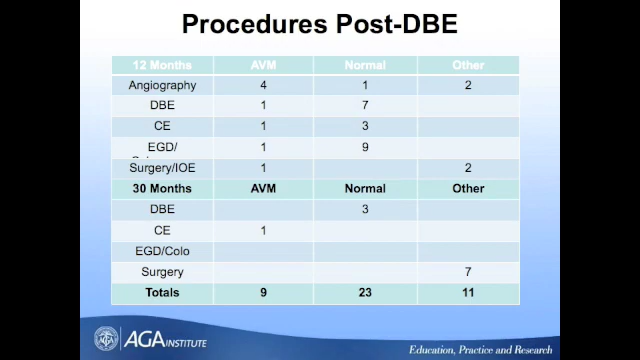 Procedures Post-DBE
12 Months AVM Normal Other
Angiography 4 1 2
DBE 1 7
CE 1 3
EGD/ 1 9
Surgery/IOE 1 2
30 Months AVM Normal Other
DBE 3
CE 1
EGD/Colo
Surgery 7
Totals 9 23 11
AGA INSTITUTE
Education, Practice and Research